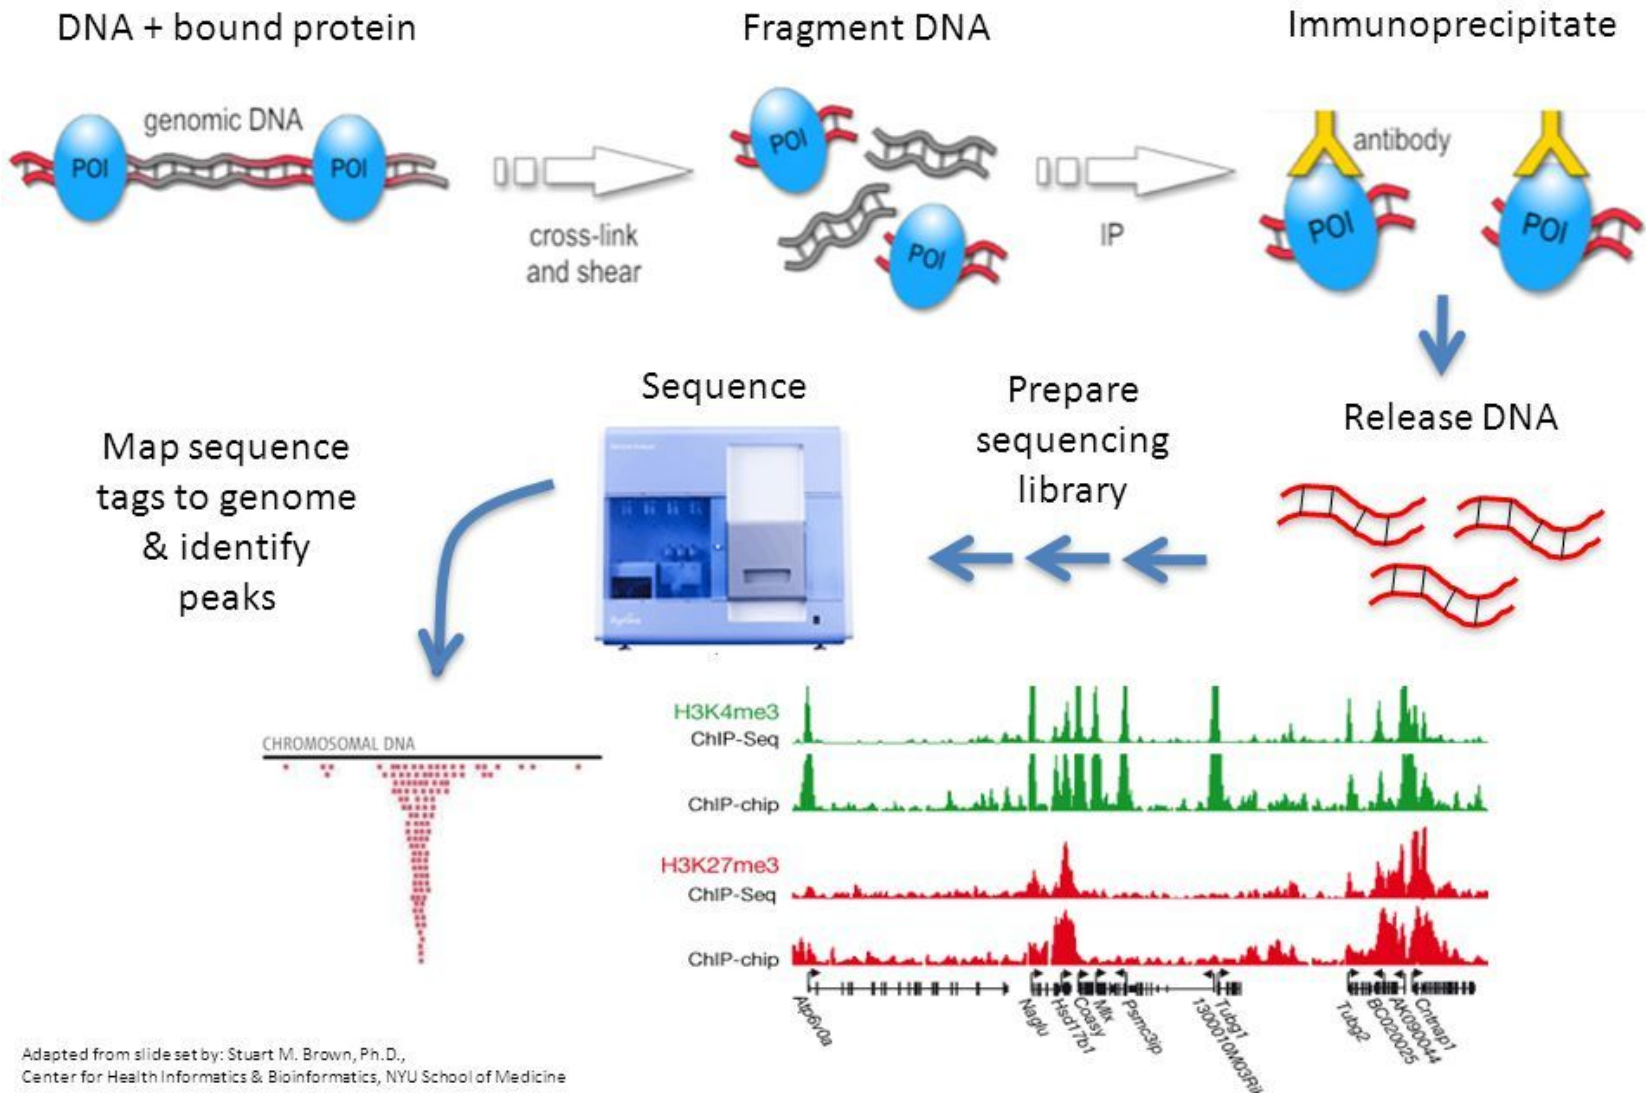 DNA + bound protein
Fragment DNA
Immunoprecipitate
genomic DNA
POI
POI
cross-link
and shear
POI
POI
IP
antibody
POI
POI
Release DNA
Prepare
sequencing
library
Sequence
Map sequence
tags to genome
& identify
peaks
CHROMOSOMAL DNA
H3K4me3
ChIP-Seq
ChIP-chip
H3K27me3
ChIP-Seq
ChIP-chip
Atp6v0a
Naglu
Hsd17b1
Coasy
Mlx
Psmc3ip
1300010M03Rik
Tubg1
Tubg2
BC020025
AK090044
Cntnap1
Adapted from slide set by: Stuart M. Brown, Ph.D.,
Center for Health Informatics & Bioinformatics, NYU School of Medicine